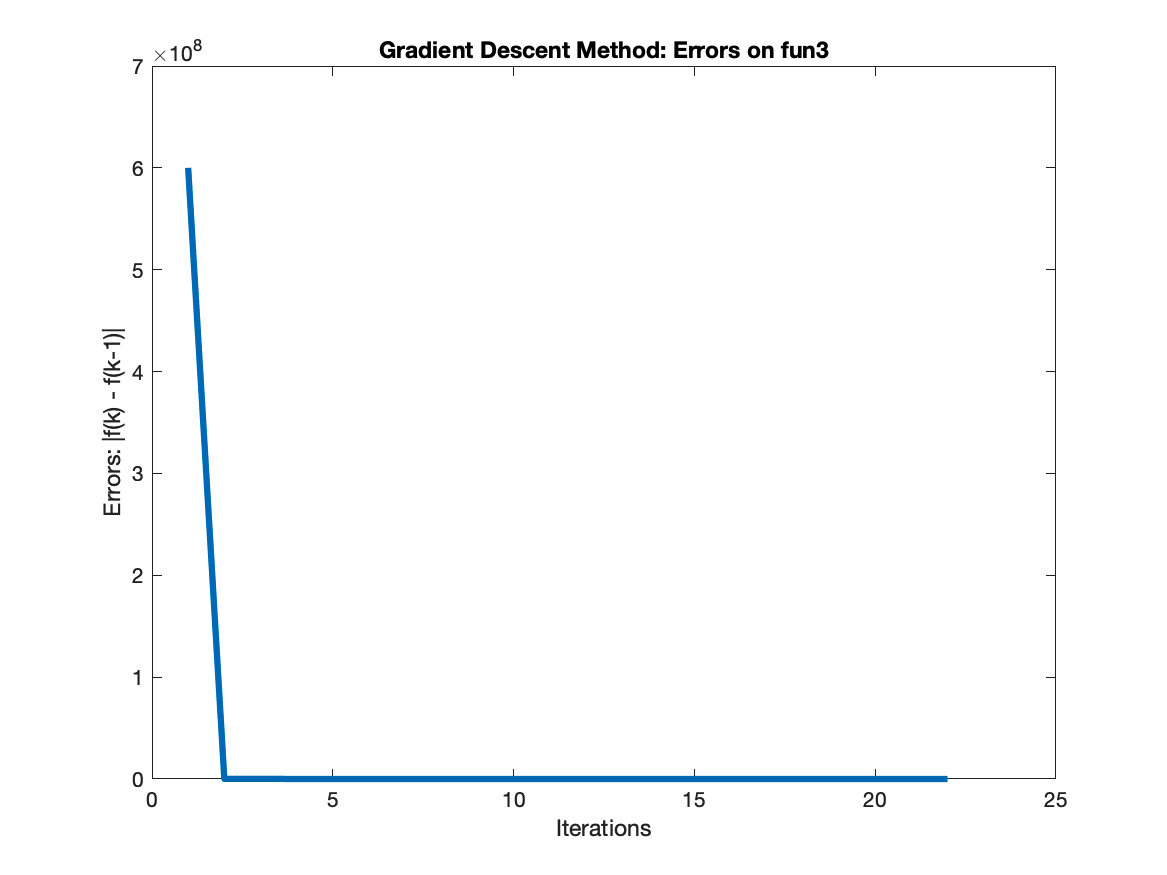 Gradient Descent Method: Errors on fun3
×10^8
7
6
5
4
3
2
1
0
Errors: |f(k) - f(k-1)|
0 5 10 15 20 25
Iterations